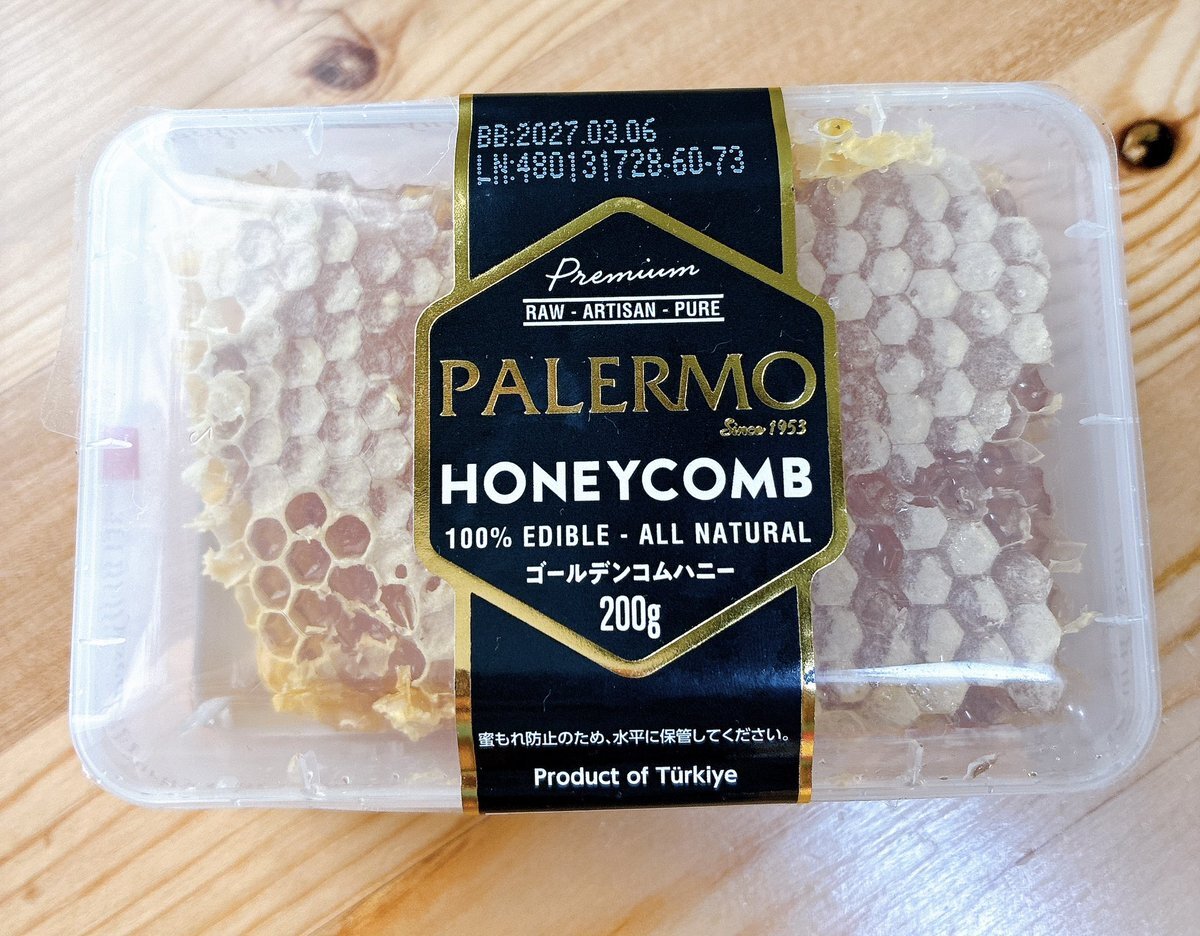 BB:2027.03.06
LN:480131728-60-73
Premium
RAW - ARTISAN - PURE
PALERMO
Since 1953
HONEYCOMB
100% EDIBLE - ALL NATURAL
ゴールデンコムハニー
200g
蜜もれ防止のため、水平に保管してください。
Product of Türkiye